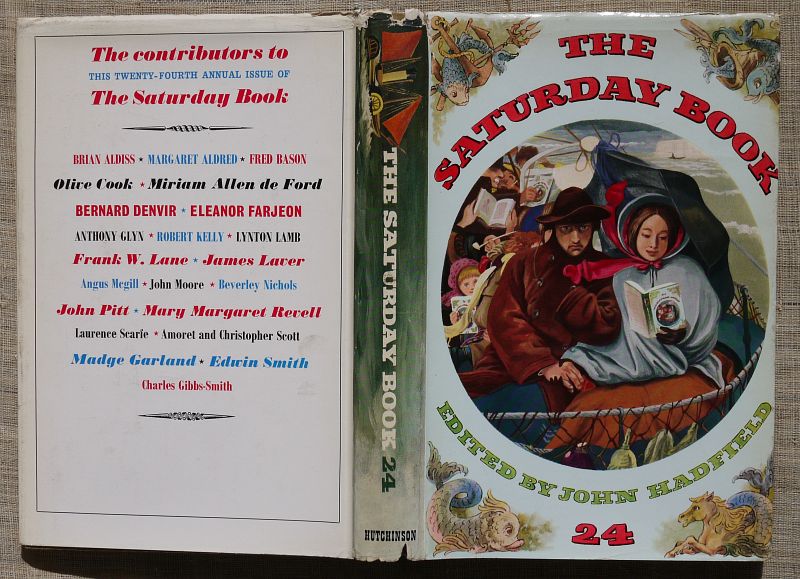 The contributors to
THIS TWENTY-FOURTH ANNUAL ISSUE OF
The Saturday Book
BRIAN ALDISS ★ MARGARET ALDRED ★ FRED BASON
Olive Cook ★ Miriam Allen de Ford
BERNARD DENVIR ★ ELEANOR FARJEON
ANTHONY GLYN ★ ROBERT KELLY ★ LYNTON LAMB
Frank W. Lane ★ James Laver
Angus Mcgill ★ John Moore ★ Beverley Nichols
John Pitt ★ Mary Margaret Revell
Laurence Scarfe ★ Amoret and Christopher Scott
Madge Garland ★ Edwin Smith
Charles Gibbs-Smith
THE SATURDAY BOOK 24
HUTCHINSON
THE
SATURDAY BOOK
EDITED BY JOHN HADFIELD
24